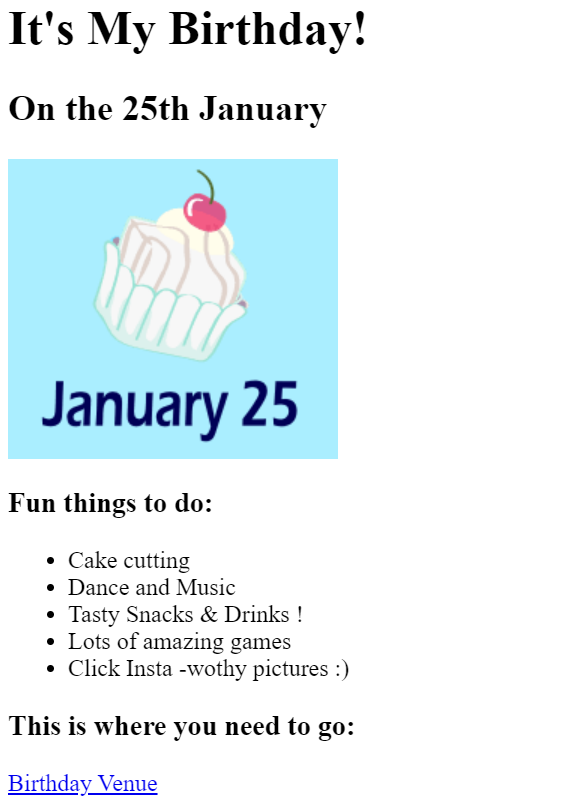 It's My Birthday!
On the 25th January
January 25
Fun things to do:
Cake cutting
Dance and Music
Tasty Snacks & Drinks !
Lots of amazing games
Click Insta -wothy pictures :)
This is where you need to go:
Birthday Venue